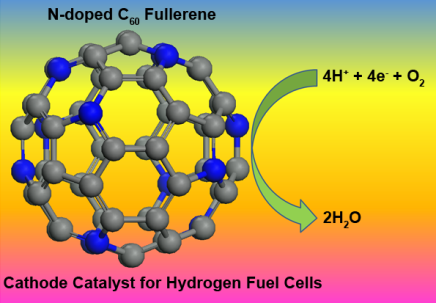 N-doped C₆₀ Fullerene
4H⁺ + 4e⁻ + O₂
2H₂O
Cathode Catalyst for Hydrogen Fuel Cells